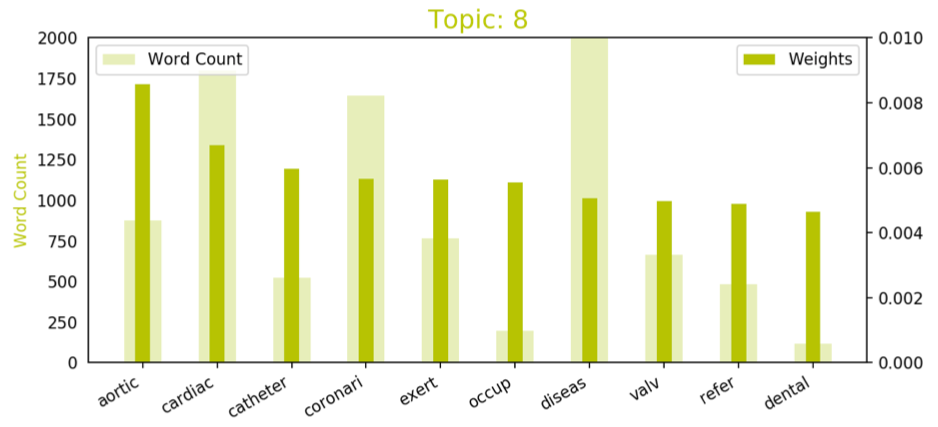 Topic: 8
Word Count
Weights
Word Count
2000
1750
1500
1250
1000
750
500
250
0
0.010
0.008
0.006
0.004
0.002
0.000
aortic
cardiac
catheter
coronari
exert
occup
diseas
valv
refer
dental